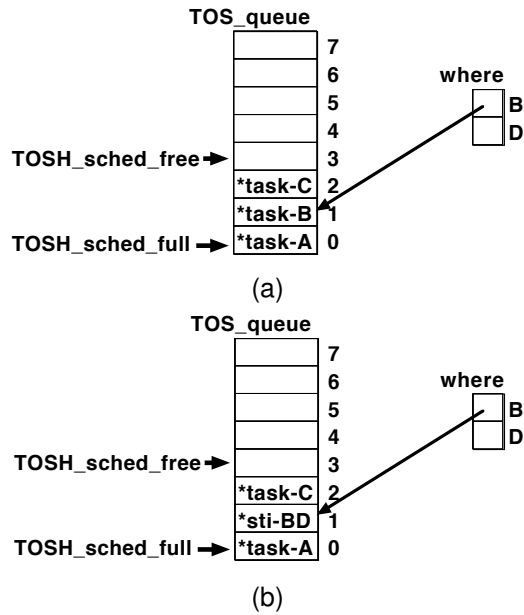 TOS_queue
7
6
where
5
B
4
D
TOSH_sched_free
3
*task-C 2
*task-B 1
TOSH_sched_full *task-A 0
(a)
TOS_queue
7
6
where
5
B
4
D
TOSH_sched_free
3
*task-C 2
*sti-BD 1
TOSH_sched_full *task-A 0
(b)